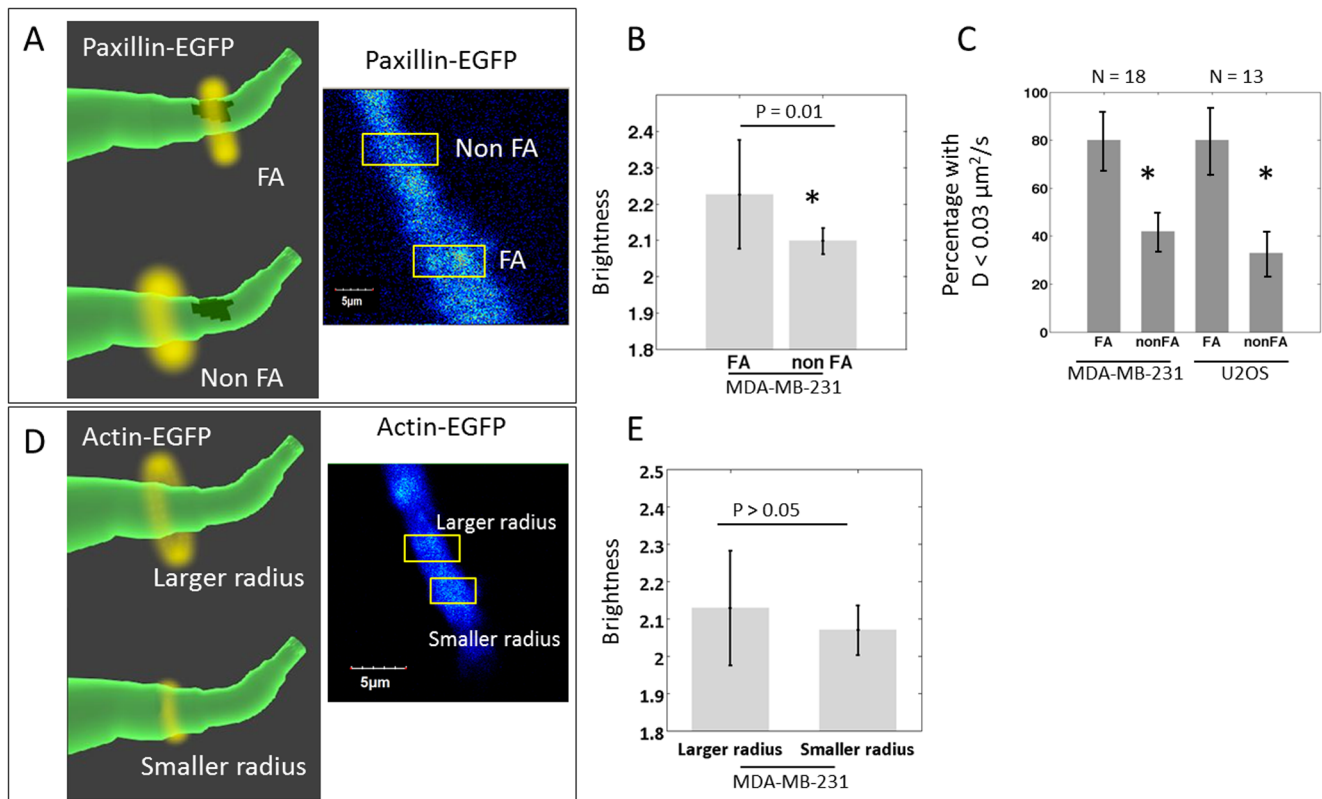 A
Paxillin-EGFP
FA
Non FA
Paxillin-EGFP
Non FA
FA
5μm
B
Brightness
2.4
2.3
2.2
2.1
2
1.9
1.8
P = 0.01
*
FA
non FA
MDA-MB-231
C
N = 18
N = 13
Percentage with
D < 0.03 μm²/s
100
80
60
40
20
0
*
*
FA
nonFA
FA
nonFA
MDA-MB-231
U2OS
D
Actin-EGFP
Larger radius
Smaller radius
Actin-EGFP
Larger radius
Smaller radius
5μm
E
Brightness
2.5
2.4
2.3
2.2
2.1
2
1.9
1.8
P > 0.05
Larger radius
Smaller radius
MDA-MB-231